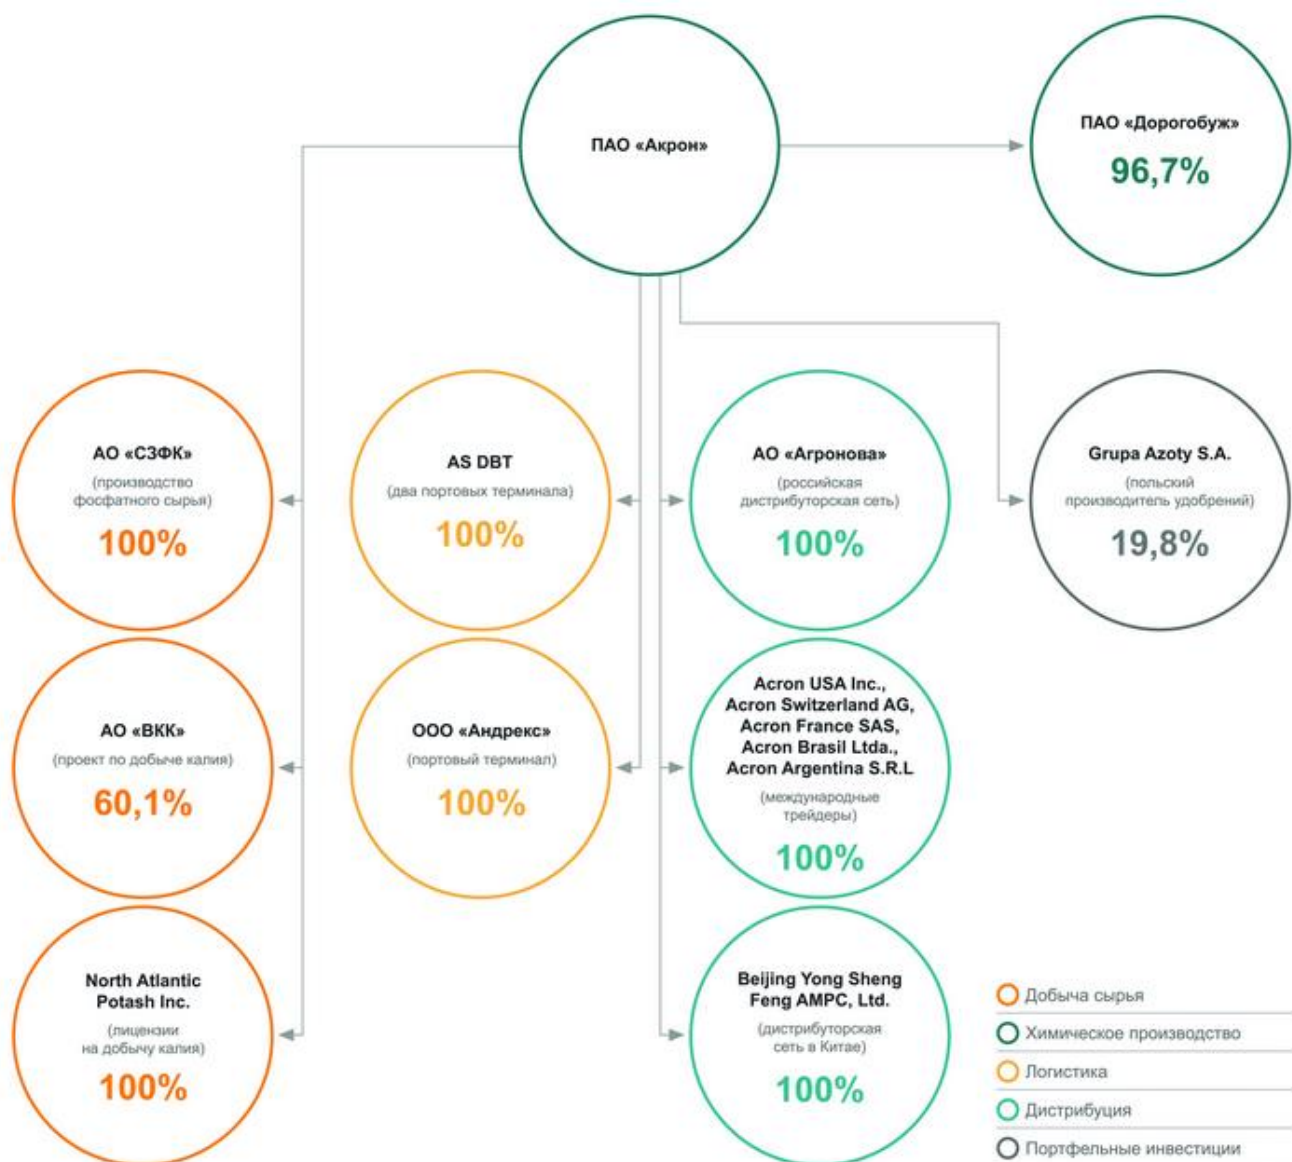 ПАО «Акрон»
ПАО «Дорогобуж»
96,7%
АО «СЗФК»
(производство
фосфатного сырья)
100%
AS DBT
(два портовых терминала)
100%
АО «Агронова»
(российская
дистрибуторская сеть)
100%
Grupa Azoty S.A.
(польский
производитель удобрений)
19,8%
АО «ВКК»
(проект по добыче калия)
60,1%
ООО «Андрекс»
(портовый терминал)
100%
Acron USA Inc.,
Acron Switzerland AG,
Acron France SAS,
Acron Brasil Ltda.,
Acron Argentina S.R.L
(международные
трейдеры)
100%
North Atlantic
Potash Inc.
(лицензии
на добычу калия)
100%
Beijing Yong Sheng
Feng AMPC, Ltd.
(дистрибуторская
сеть в Китае)
100%
Добыча сырья
Химическое производство
Логистика
Дистрибуция
Портфельные инвестиции